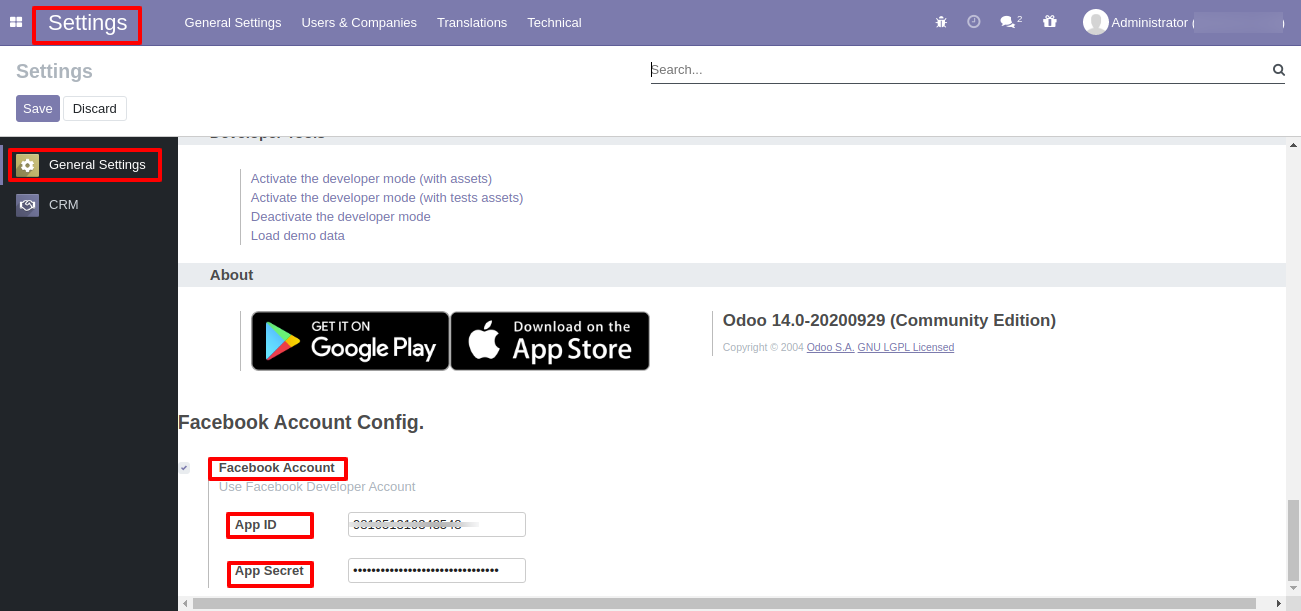 Settings General Settings Users & Companies Translations Technical 2 Administrator (
Settings
Search...
Save Discard
General Settings
CRM
Developer Tools
Activate the developer mode (with assets)
Activate the developer mode (with tests assets)
Deactivate the developer mode
Load demo data
About
GET IT ON
Google Play
Download on the
App Store
Odoo 14.0-20200929 (Community Edition)
Copyright © 2004 Odoo S.A. GNU LGPL Licensed
Facebook Account Config.
Facebook Account
Use Facebook Developer Account
App ID
App Secret ••••••••••••••••••••••••••••••••